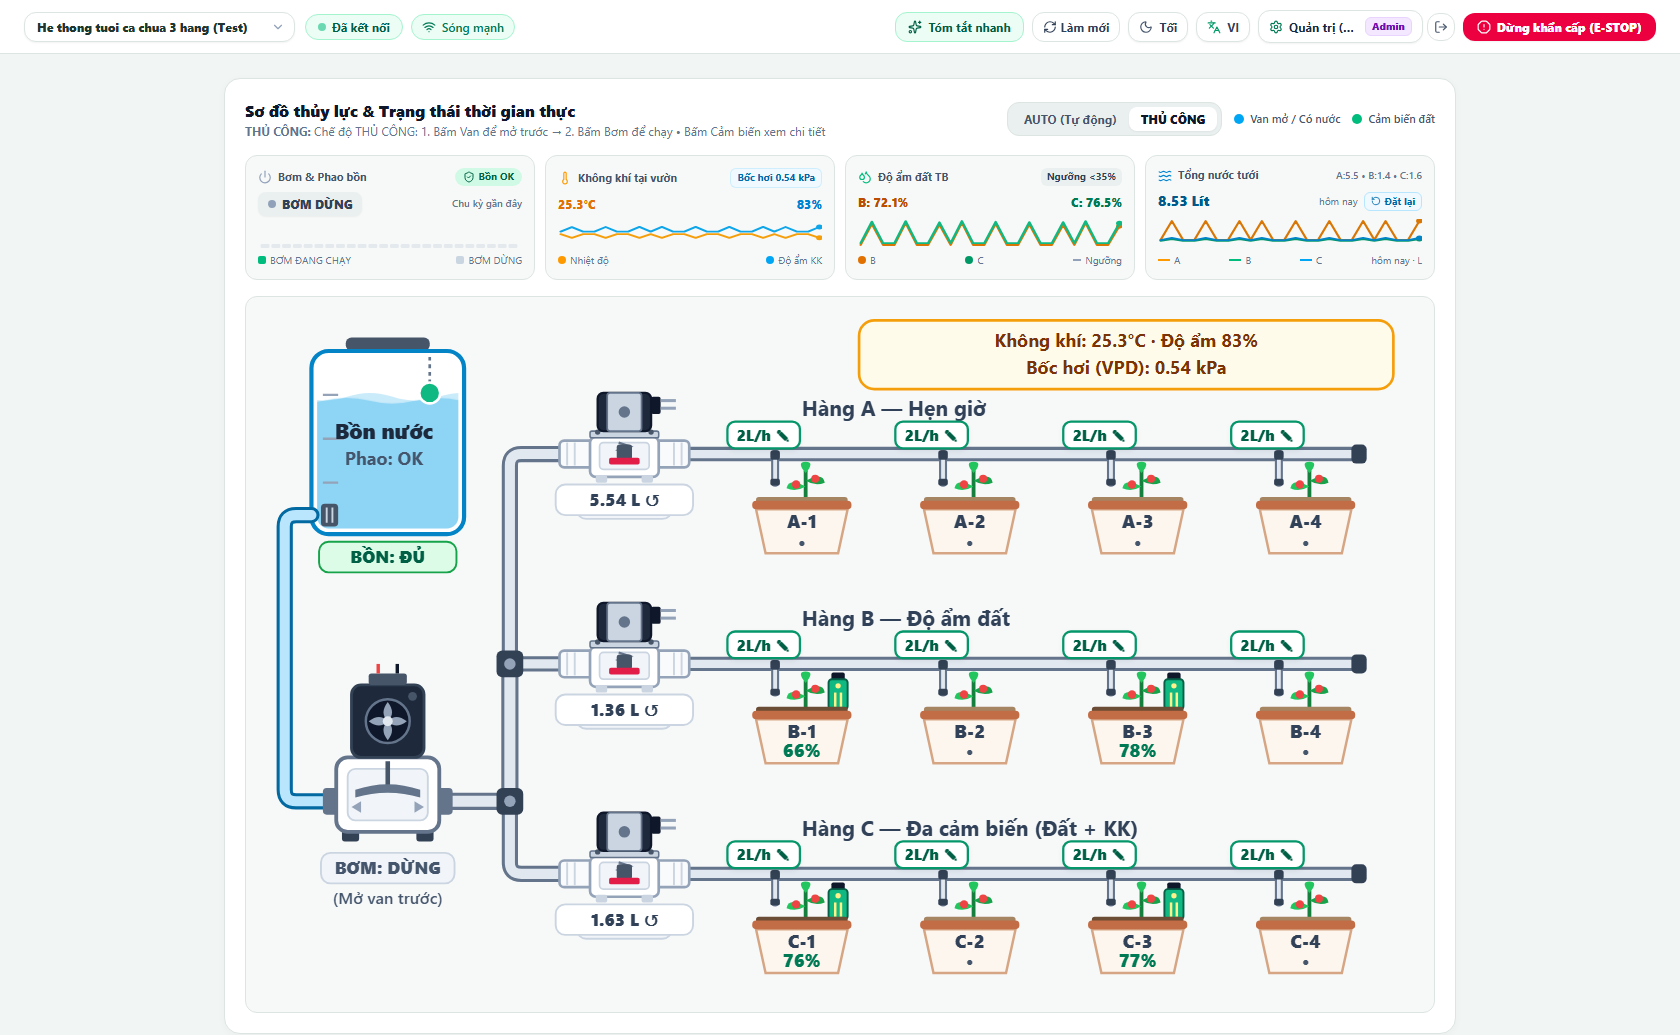 He thong tuoi ca chua 3 hang (Test)
Đã kết nối
Sóng mạnh
Tóm tắt nhanh
Làm mới
Tối
VI
Quản trị (...
Admin
Dừng khẩn cấp (E-STOP)
Sơ đồ thủy lực & Trạng thái thời gian thực
THỦ CÔNG: Chế độ THỦ CÔNG: 1. Bấm Van để mở trước → 2. Bấm Bơm để chạy • Bấm Cảm biến xem chi tiết
AUTO (Tự động)
THỦ CÔNG
Van mở / Có nước
Cảm biến đất
Bơm & Phao bồn
Bồn OK
BƠM DỪNG
Chu kỳ gần đây
BƠM ĐANG CHẠY
BƠM DỪNG
Không khí tại vườn
Bốc hơi 0.54 kPa
25.3°C
83%
Nhiệt độ
Độ ẩm KK
Độ ẩm đất TB
Ngưỡng <35%
B: 72.1%
C: 76.5%
B
C
Ngưỡng
Tổng nước tưới
A:5.5 • B:1.4 • C:1.6
8.53 Lít
hôm nay
Đặt lại
A
B
C
hôm nay · L
Không khí: 25.3°C · Độ ẩm 83%
Bốc hơi (VPD): 0.54 kPa
Bồn nước
Phao: OK
BỒN: ĐỦ
BƠM: DỪNG
(Mở van trước)
Hàng A — Hẹn giờ
2L/h
2L/h
2L/h
2L/h
5.54 L ↺
A-1
A-2
A-3
A-4
Hàng B — Độ ẩm đất
2L/h
2L/h
2L/h
2L/h
1.36 L ↺
B-1
66%
B-2
B-3
78%
B-4
Hàng C — Đa cảm biến (Đất + KK)
2L/h
2L/h
2L/h
2L/h
1.63 L ↺
C-1
76%
C-2
C-3
77%
C-4